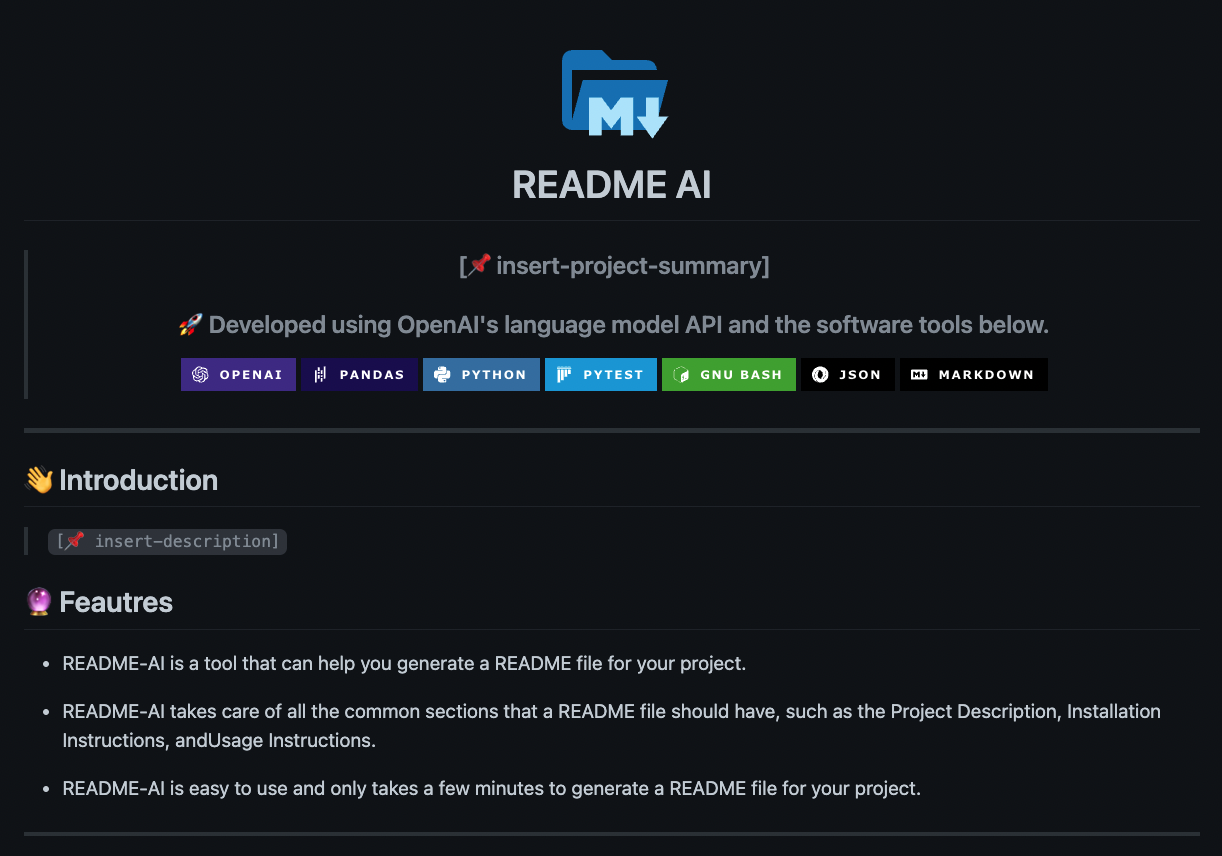 M↓
README AI
[📌 insert-project-summary]
🚀 Developed using OpenAI's language model API and the software tools below.
OPENAI PANDAS PYTHON PYTEST GNU BASH JSON MARKDOWN
👋 Introduction
[📌 insert-description]
🔮 Feautres
• README-AI is a tool that can help you generate a README file for your project.
• README-AI takes care of all the common sections that a README file should have, such as the Project Description, Installation
Instructions, andUsage Instructions.
• README-AI is easy to use and only takes a few minutes to generate a README file for your project.